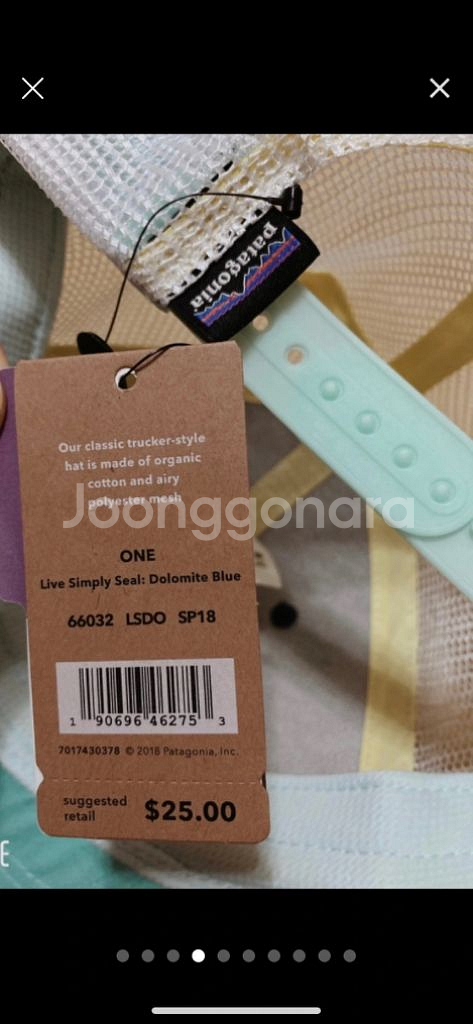 patagonia
Our classic trucker-style
hat is made of organic
cotton and airy
polyester mesh
Joonggonara
ONE
Live Simply Seal: Dolomite Blue
66032 LSDO SP18
1 90696 46275 3
7017430378 © 2018 Patagonia, Inc.
suggested
retail
$25.00